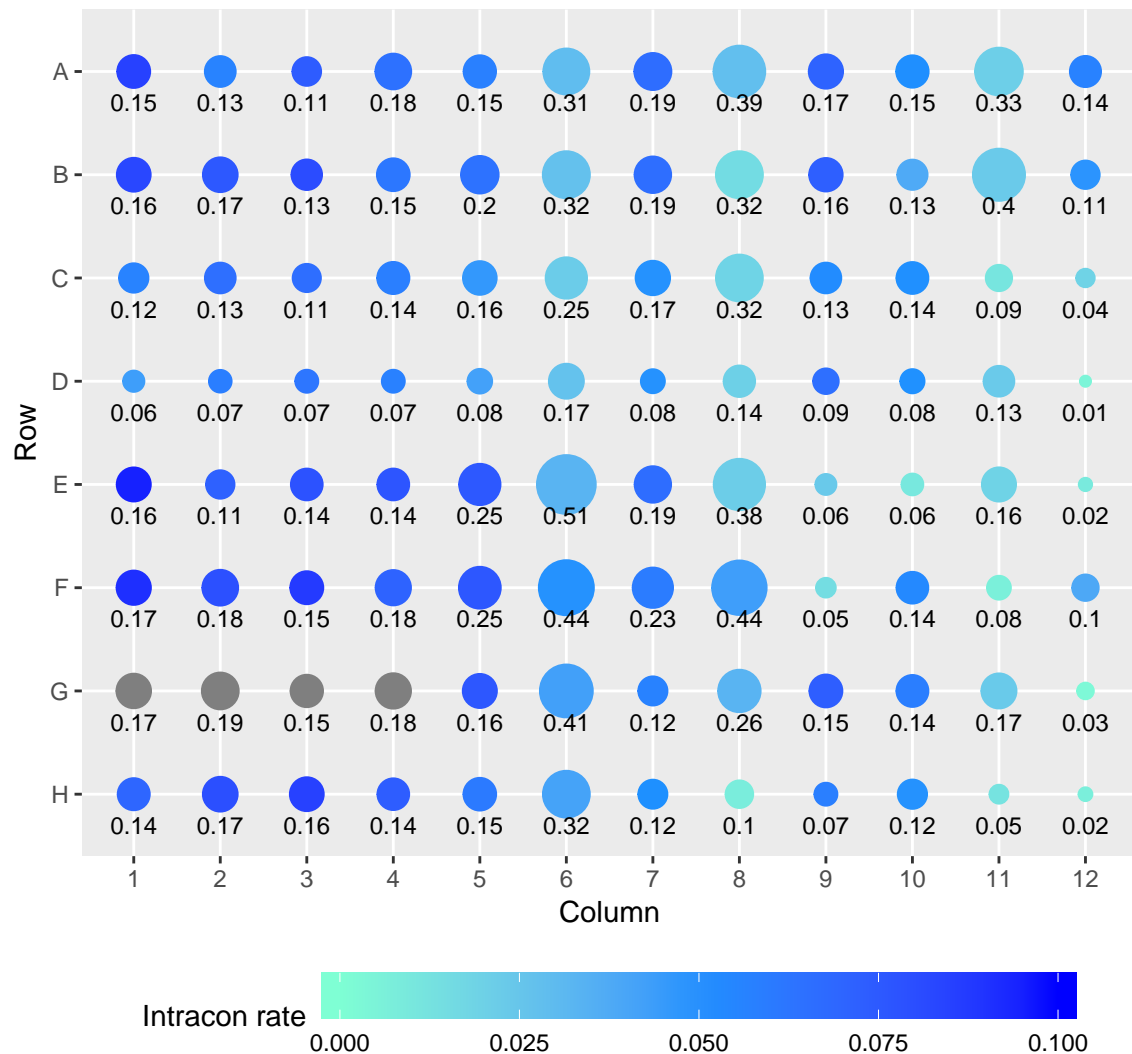 A
0.15 0.13 0.11 0.18 0.15 0.31 0.19 0.39 0.17 0.15 0.33 0.14
B
0.16 0.17 0.13 0.15 0.2 0.32 0.19 0.32 0.16 0.13 0.4 0.11
C
0.12 0.13 0.11 0.14 0.16 0.25 0.17 0.32 0.13 0.14 0.09 0.04
D
0.06 0.07 0.07 0.07 0.08 0.17 0.08 0.14 0.09 0.08 0.13 0.01
Row
E
0.16 0.11 0.14 0.14 0.25 0.51 0.19 0.38 0.06 0.06 0.16 0.02
F
0.17 0.18 0.15 0.18 0.25 0.44 0.23 0.44 0.05 0.14 0.08 0.1
G
0.17 0.19 0.15 0.18 0.16 0.41 0.12 0.26 0.15 0.14 0.17 0.03
H
0.14 0.17 0.16 0.14 0.15 0.32 0.12 0.1 0.07 0.12 0.05 0.02
1 2 3 4 5 6 7 8 9 10 11 12
Column
Intracon rate
0.000 0.025 0.050 0.075 0.100